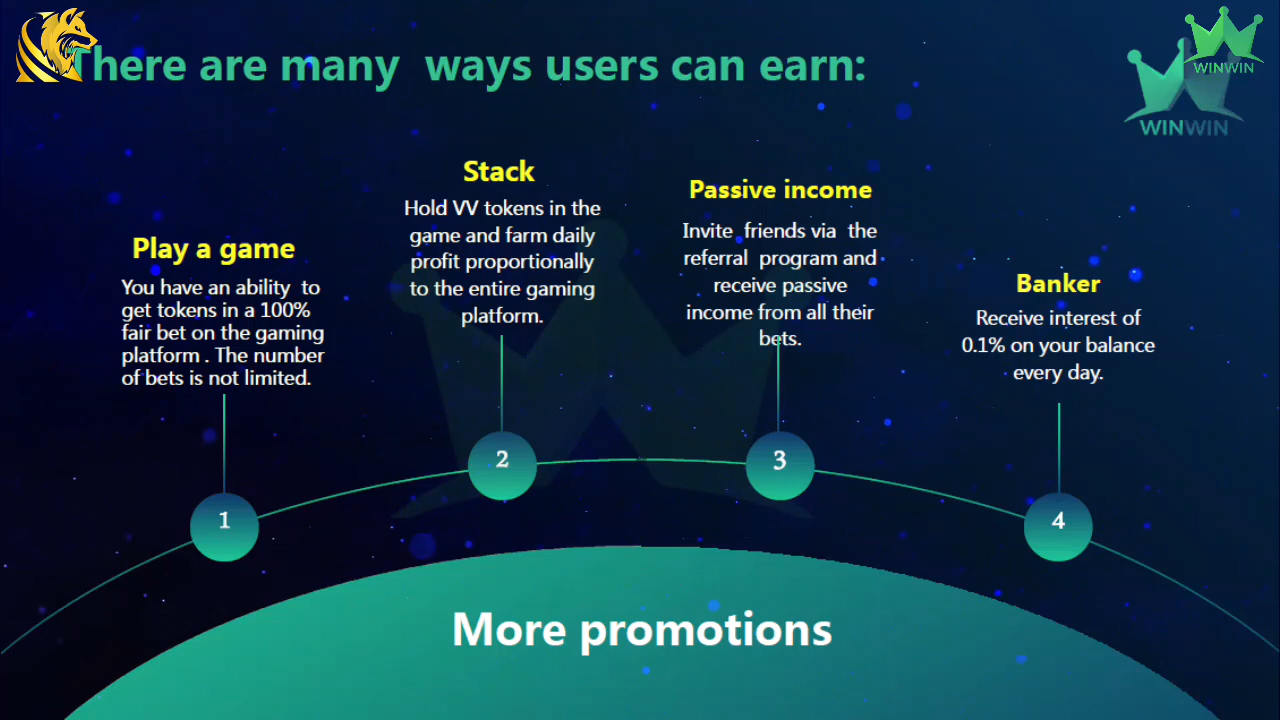 There are many  ways users can earn:
WINWIN
WINWIN
Play a game
You have an ability  to
get tokens in a 100%
fair bet on the gaming
platform . The number
of bets is not limited.
1
Stack
Hold VV tokens in the
game and farm daily
profit proportionally
to the entire gaming
platform.
2
Passive income
Invite  friends via  the
referral  program and
receive passive
income from all their
bets.
3
Banker
Receive interest of
0.1% on your balance
every day.
4
More promotions